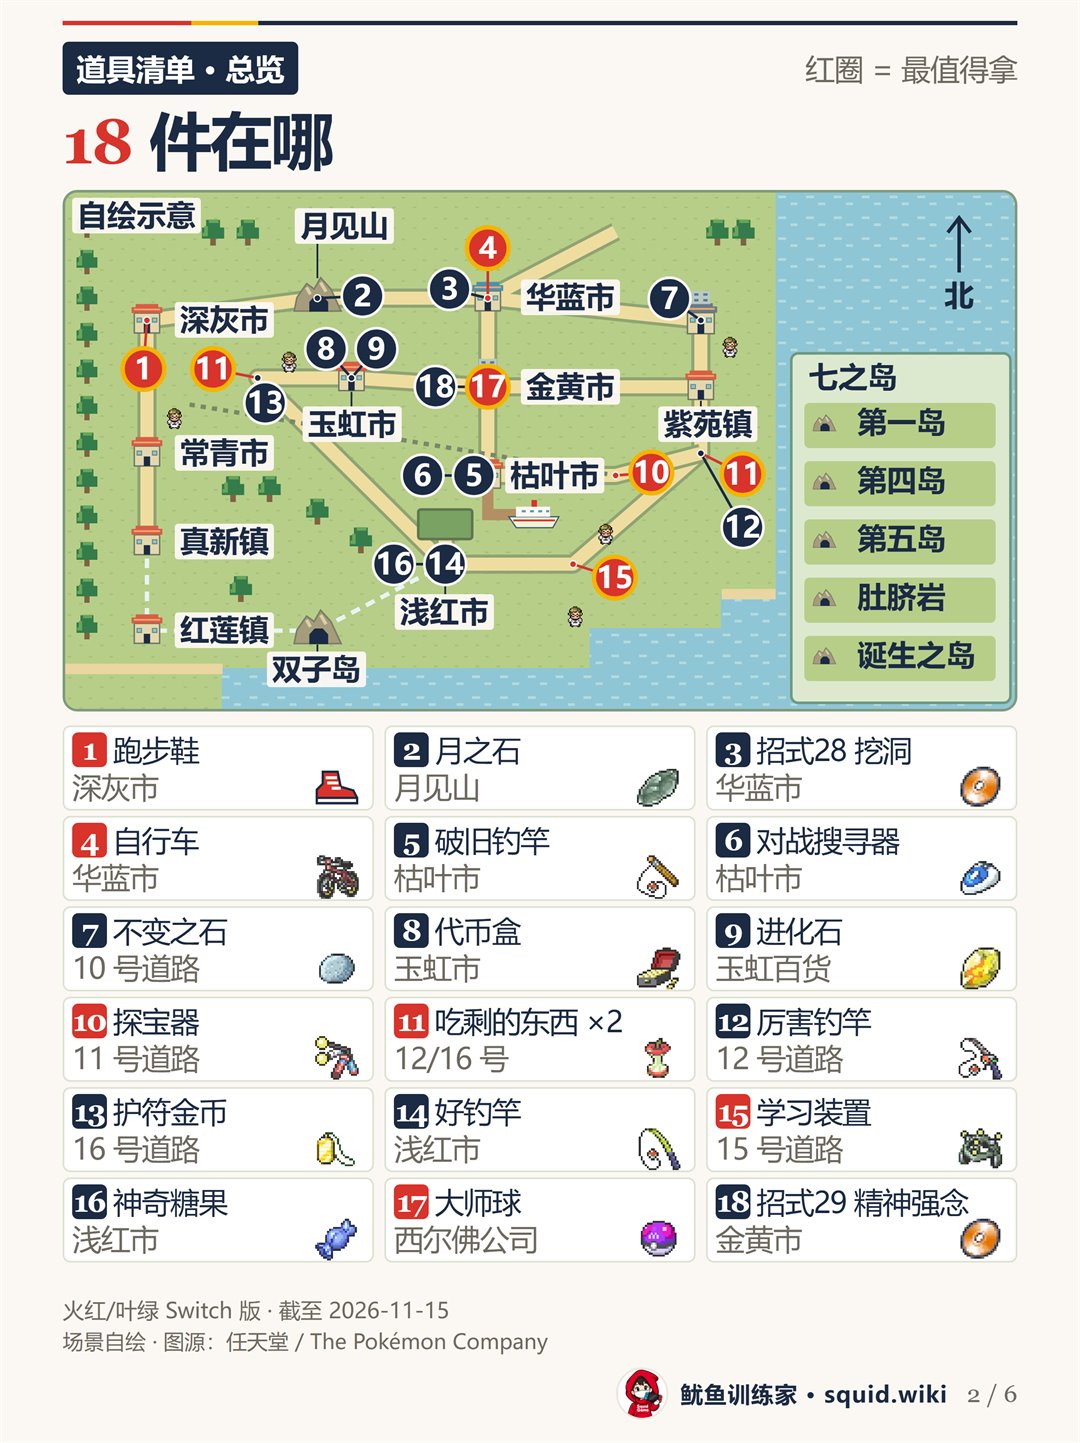 道具清单 · 总览
红圈 = 最值得拿
18 件在哪
自绘示意
月见山
4
北
3
2
华蓝市
7
深灰市
1
11
8
9
13
18
17
金黄市
玉虹市
紫苑镇
常青市
6
5
枯叶市
10
11
12
真新镇
16
14
15
浅红市
红莲镇
双子岛
七之岛
第一岛
第四岛
第五岛
肚脐岩
诞生之岛
1 跑步鞋
深灰市
2 月之石
月见山
3 招式28 挖洞
华蓝市
4 自行车
华蓝市
5 破旧钓竿
枯叶市
6 对战搜寻器
枯叶市
7 不变之石
10 号道路
8 代币盒
玉虹市
9 进化石
玉虹百货
10 探宝器
11 号道路
11 吃剩的东西 ×2
12/16 号
12 厉害钓竿
12 号道路
13 护符金币
16 号道路
14 好钓竿
浅红市
15 学习装置
15 号道路
16 神奇糖果
浅红市
17 大师球
西尔佛公司
18 招式29 精神强念
金黄市
火红/叶绿 Switch 版 · 截至 2026-11-15
场景自绘 · 图源：任天堂 / The Pokémon Company
鱿鱼训练家 · squid.wiki
2 / 6